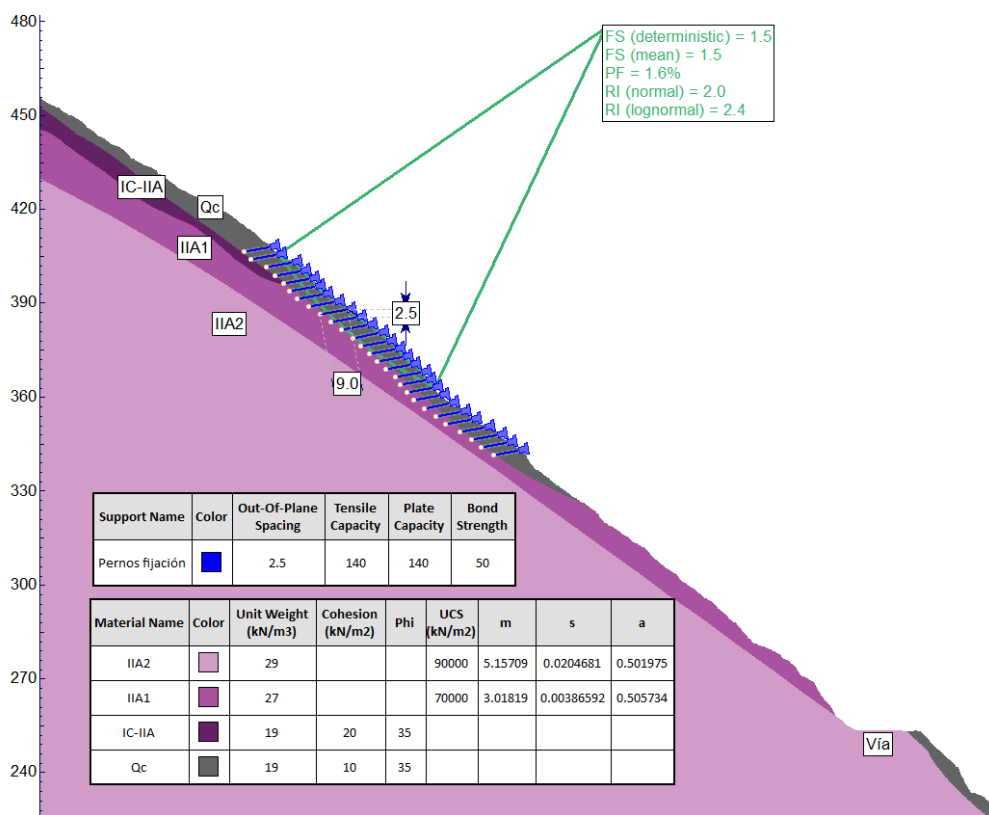 480
450
420
390
360
330
300
270
240
FS (deterministic) = 1.5
FS (mean) = 1.5
PF = 1.6%
RI (normal) = 2.0
RI (lognormal) = 2.4
IC-IIA
Qc
IIA1
IIA2
2.5
9.0
Support Name Color Out-Of-Plane Spacing Tensile Capacity Plate Capacity Bond Strength
Pernos fijación 2.5 140 140 50
Material Name Color Unit Weight (kN/m3) Cohesion (kN/m2) Phi UCS (kN/m2) m s a
IIA2 29 90000 5.15709 0.0204681 0.501975
IIA1 27 70000 3.01819 0.00386592 0.505734
IC-IIA 19 20 35
Qc 19 10 35
Vía